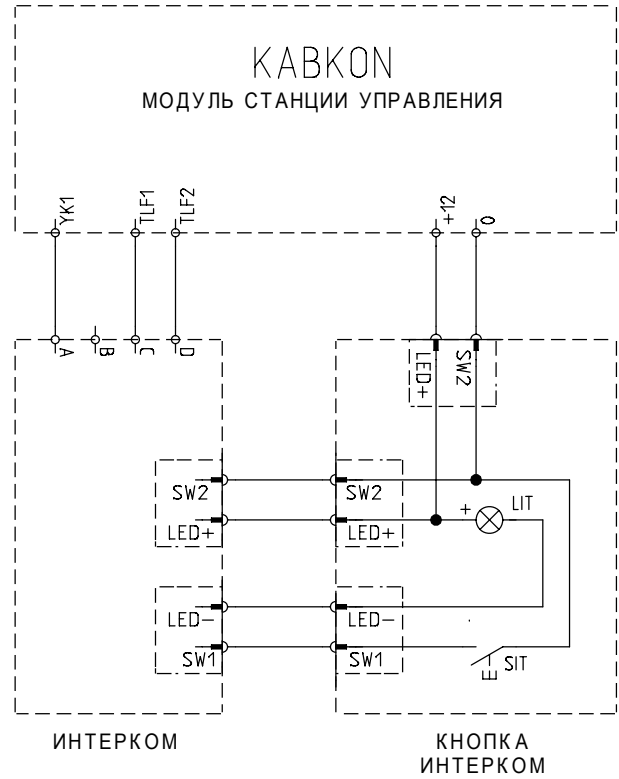 KABKON
МОДУЛЬ СТАНЦИИ УПРАВЛЕНИЯ
YK1
TLF1
TLF2
+12
0
A
B
C
D
LED+
SW2
SW2
LED+
SW2
LED+
+
LIT
LED-
SW1
LED-
SW1
SIT
ИНТЕРКОМ
КНОПКА
ИНТЕРКОМ